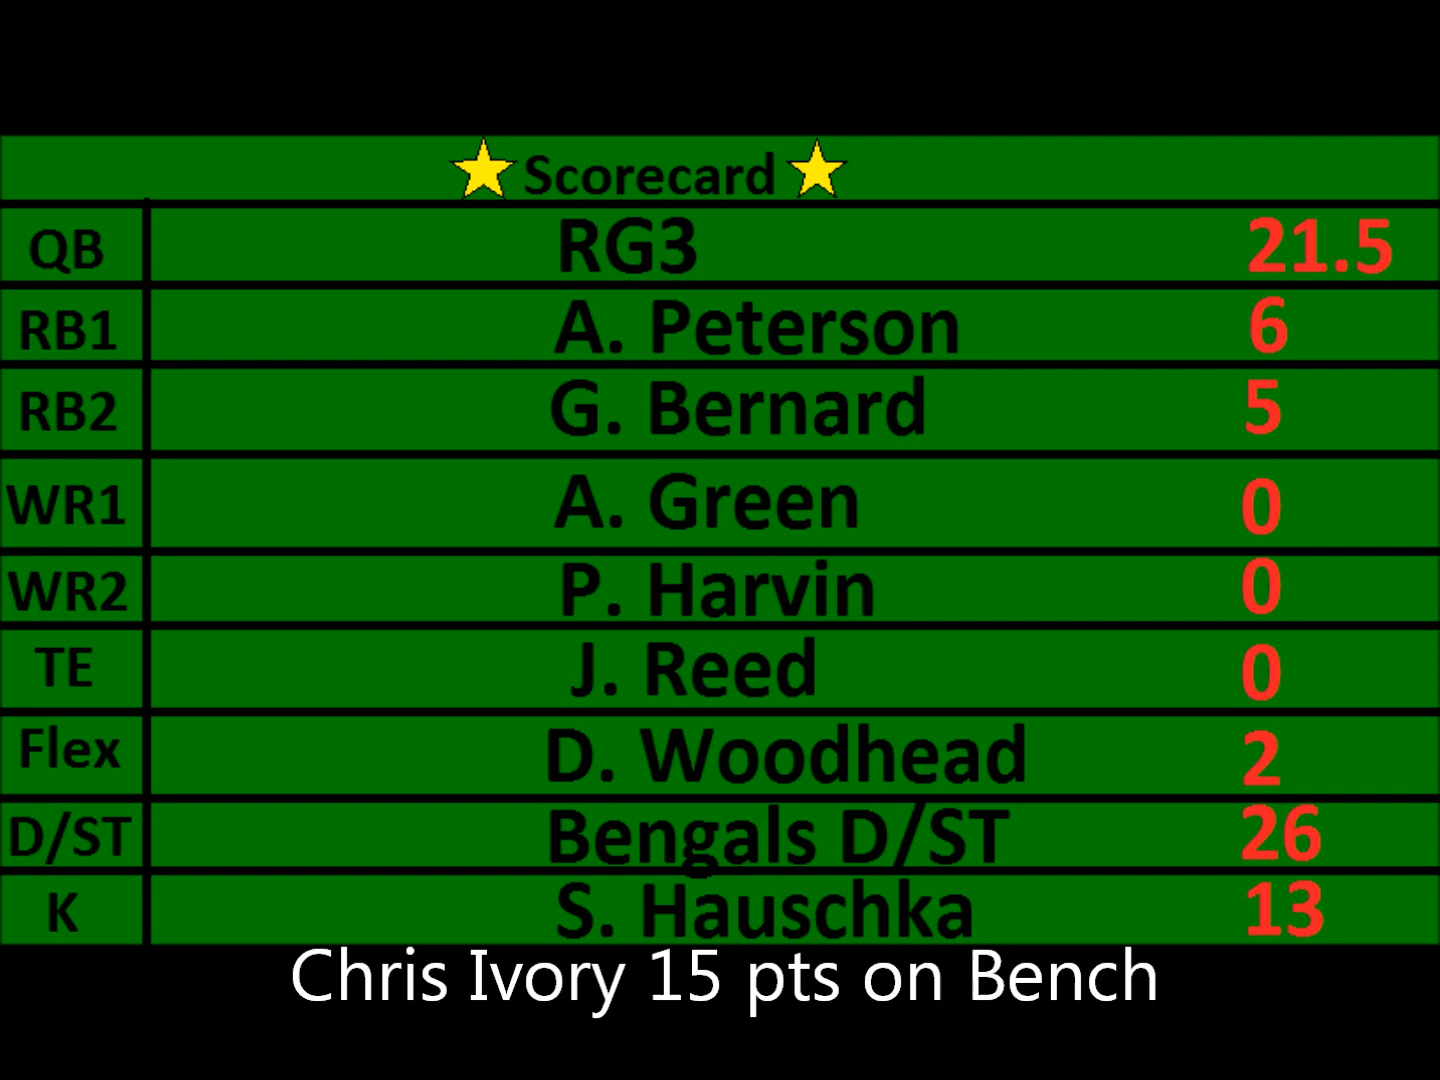 Scorecard
QB RG3 21.5
RB1 A. Peterson 6
RB2 G. Bernard 5
WR1 A. Green 0
WR2 P. Harvin 0
TE J. Reed 0
Flex D. Woodhead 2
D/ST Bengals D/ST 26
K S. Hauschka 13
Chris Ivory 15 pts on Bench